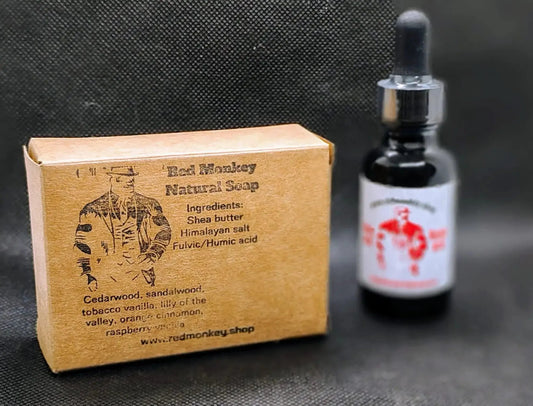 Red Monkey
Natural Soap
Ingredients:
Shea butter
Himalayan salt
Fulvic/Humic acid
Cedarwood, sandalwood,
tobacco vanilla, lilly of the
valley, orange cinnomon,
raspberry vanilla
www.redmonkey.shop